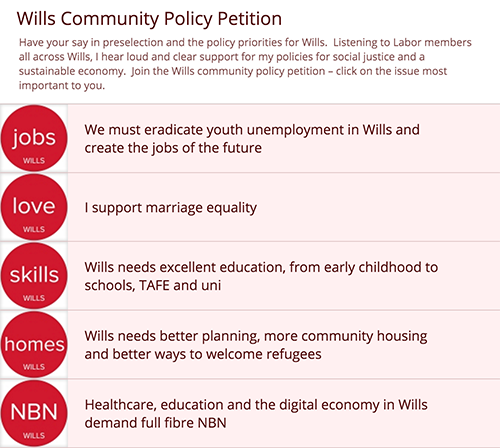 Wills Community Policy Petition
Have your say in preselection and the policy priorities for Wills. Listening to Labor members
all across Wills, I hear loud and clear support for my policies for social justice and a
sustainable economy. Join the Wills community policy petition – click on the issue most
important to you.
jobs
WILLS
We must eradicate youth unemployment in Wills and
create the jobs of the future
love
WILLS
I support marriage equality
skills
WILLS
Wills needs excellent education, from early childhood to
schools, TAFE and uni
homes
WILLS
Wills needs better planning, more community housing
and better ways to welcome refugees
NBN
WILLS
Healthcare, education and the digital economy in Wills
demand full fibre NBN